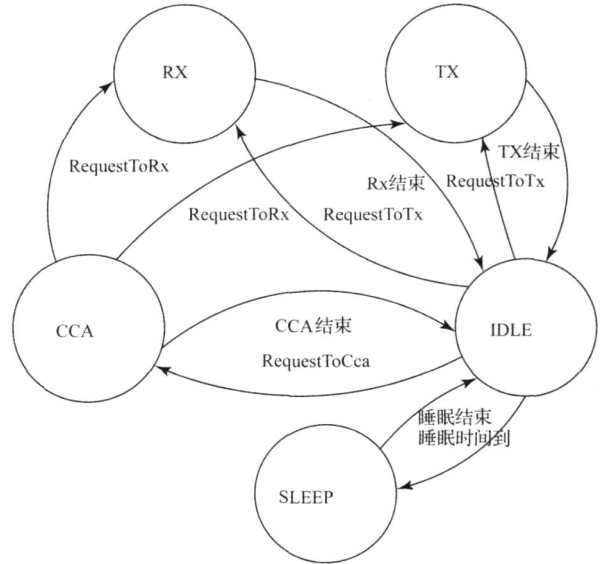 RX
TX
RequestToRx
TX结束
Rx结束
RequestToTx
RequestToRx
RequestToTx
CCA
CCA结束
IDLE
RequestToCca
睡眠结束
睡眠时间到
SLEEP